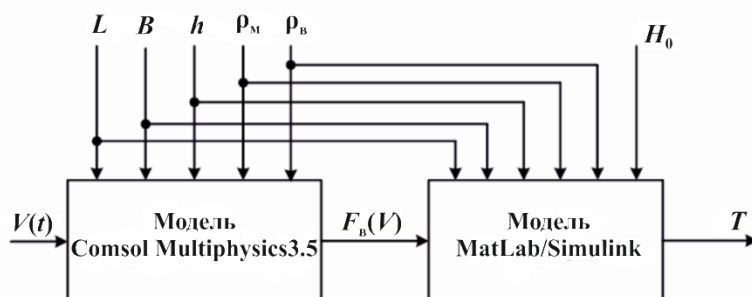 L B h ρм ρв H₀
V(t)
Модель
Comsol Multiphysics3.5
Fв(V)
Модель
MatLab/Simulink
T